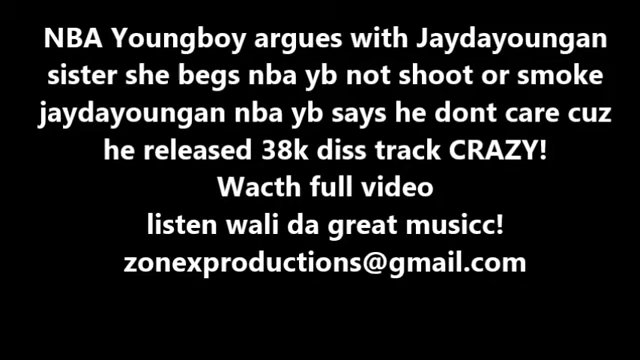 NBA Youngboy argues with Jaydayoungan
sister she begs nba yb not shoot or smoke
jaydayoungan nba yb says he dont care cuz
he released 38k diss track CRAZY!
Wacth full video
listen wali da great musicc!
zonexproductions@gmail.com